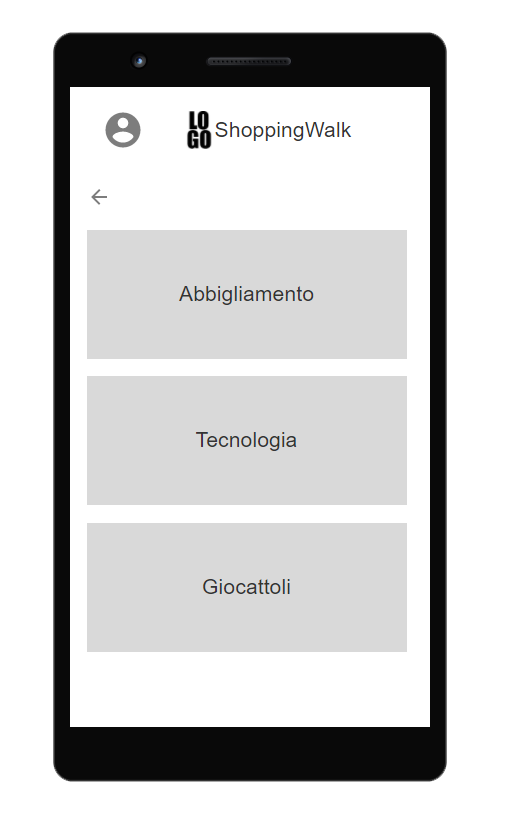 LO
GO
ShoppingWalk
Abbigliamento
Tecnologia
Giocattoli